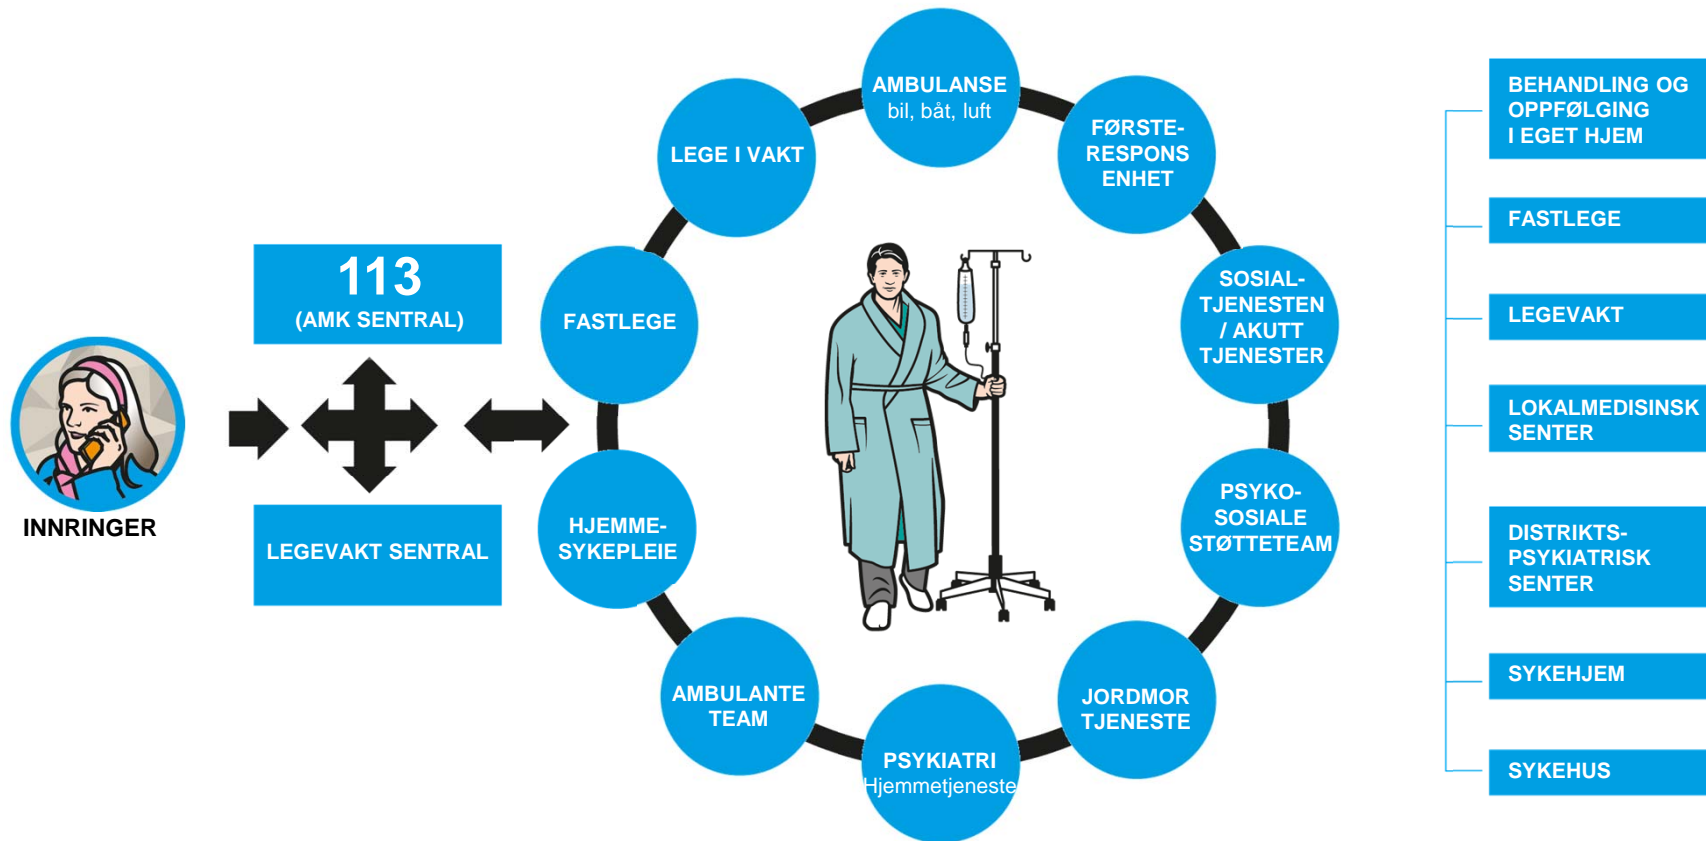 INNRINGER
113
(AMK SENTRAL)
LEGEVAKT SENTRAL
AMBULANSE
bil, båt, luft
FØRSTE-
RESPONS
ENHET
SOSIAL-
TJENESTEN
/ AKUTT
TJENESTER
PSYKO-
SOSIALE
STØTTETEAM
JORDMOR
TJENESTE
PSYKIATRI
Hjemmetjeneste
AMBULANTE
TEAM
HJEMME-
SYKEPLEIE
FASTLEGE
LEGE I VAKT
BEHANDLING OG
OPPFØLGING
I EGET HJEM
FASTLEGE
LEGEVAKT
LOKALMEDISINSK
SENTER
DISTRIKTS-
PSYKIATRISK
SENTER
SYKEHJEM
SYKEHUS